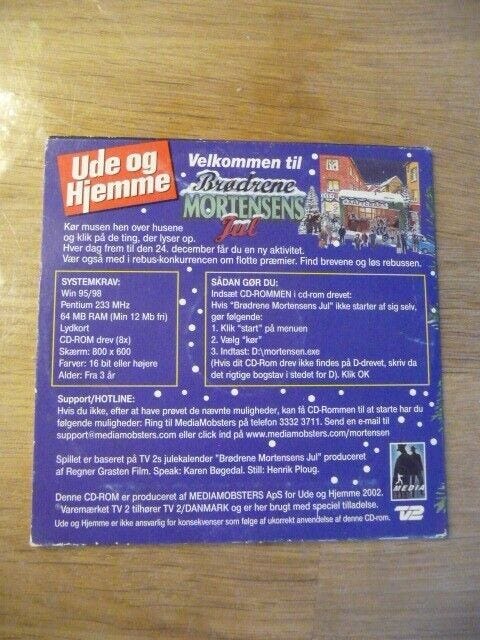 Ude og
Hjemme
Velkommen til
Brødrene
MORTENSENS
Jul
Kør musen hen over husene
og klik på de ting, der lyser op.
Hver dag frem til den 24. december får du en ny aktivitet.
Vær også med i rebus-konkurrencen om flotte præmier. Find brevene og løs rebussen.
SYSTEMKRAV:
Win 95/98
Pentium 233 MHz
64 MB RAM (Min 12 Mb fri)
Lydkort
CD-ROM drev (8x)
Skærm: 800 x 600
Farver: 16 bit eller højere
Alder: Fra 3 år
SÅDAN GØR DU:
Indsæt CD-ROMMEN i cd-rom drevet:
Hvis "Brødrene Mortensens Jul" ikke starter af sig selv,
gør følgende:
1. Klik "start" på menuen
2. Vælg "kør"
3. Indtast: D:\mortensen.exe
(Hvis dit CD-Rom drev ikke findes på D-drevet, skriv da
det rigtige bogstav i stedet for D). Klik OK
Support/HOTLINE:
Hvis du ikke, efter at have prøvet de nævnte muligheder, kan få CD-Rommen til at starte har du
følgende muligheder: Ring til MediaMobsters på telefon 3332 3711. Send en e-mail til
support@mediamobsters.com eller click ind på www.mediamobsters.com/mortensen
Spillet er baseret på TV 2s julekalender "Brødrene Mortensens Jul" produceret
af Regner Grasten Film. Speak: Karen Bøgedal. Still: Henrik Ploug.
Denne CD-ROM er produceret af MEDIAMOBSTERS ApS for Ude og Hjemme 2002.
Varemærket TV 2 tilhører TV 2/DANMARK og er her brugt med speciel tilladelse.
Ude og Hjemme er ikke ansvarlig for konsekvenser som følge af ukorrekt anvendelse af denne CD-rom.
MEDIA
TV2